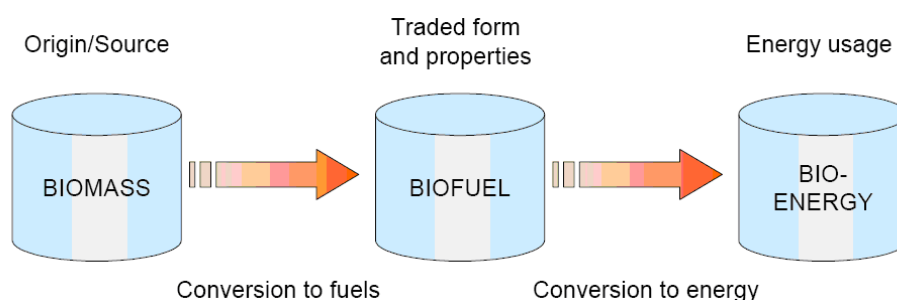 Origin/Source
Traded form
and properties
Energy usage
BIOMASS
BIOFUEL
BIO-
ENERGY
Conversion to fuels
Conversion to energy